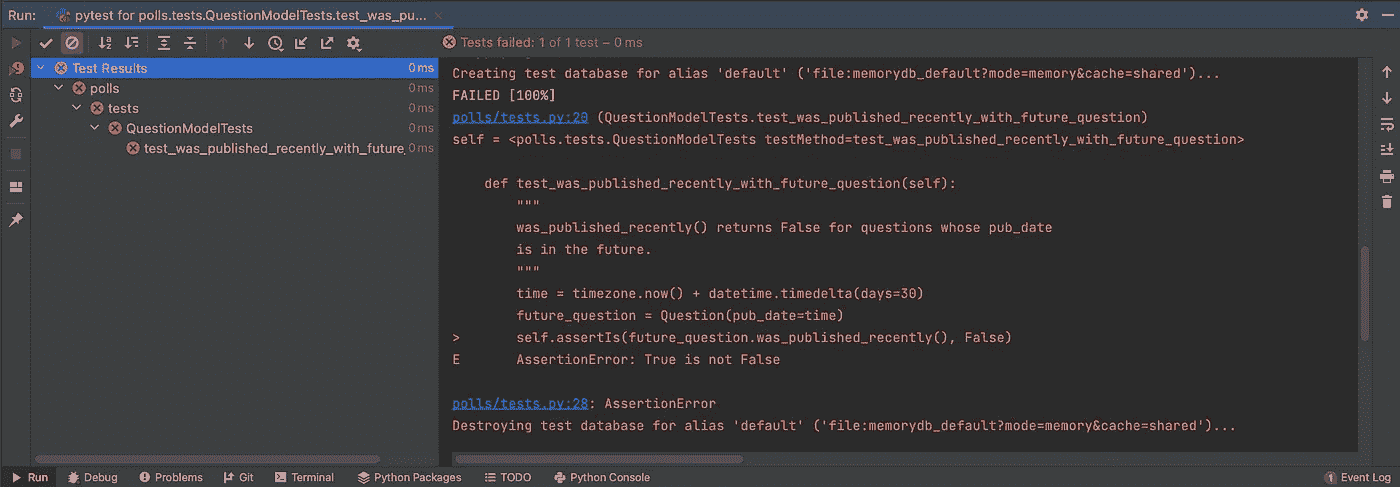 Run: pytest for polls.tests.QuestionModelTests.test_was_pu...
Tests failed: 1 of 1 test – 0 ms
Test Results 0 ms
polls 0 ms
tests 0 ms
QuestionModelTests 0 ms
test_was_published_recently_with_future_ 0 ms
Creating test database for alias 'default' ('file:memorydb_default?mode=memory&cache=shared')...
FAILED [100%]
polls/tests.py:20 (QuestionModelTests.test_was_published_recently_with_future_question)
self = <polls.tests.QuestionModelTests testMethod=test_was_published_recently_with_future_question>
def test_was_published_recently_with_future_question(self):
"""
was_published_recently() returns False for questions whose pub_date
is in the future.
"""
time = timezone.now() + datetime.timedelta(days=30)
future_question = Question(pub_date=time)
> self.assertIs(future_question.was_published_recently(), False)
E AssertionError: True is not False
polls/tests.py:28: AssertionError
Destroying test database for alias 'default' ('file:memorydb_default?mode=memory&cache=shared')...
Run Debug Problems Git Terminal Python Packages TODO Python Console 1 Event Log